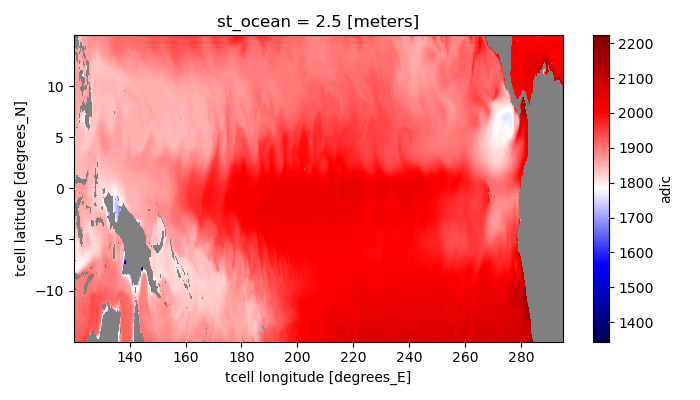 st_ocean = 2.5 [meters]
tcell latitude [degrees_N]
10
5
0
−5
−10
140 160 180 200 220 240 260 280
tcell longitude [degrees_E]
2200
2100
2000
1900
1800
1700
1600
1500
1400
adic